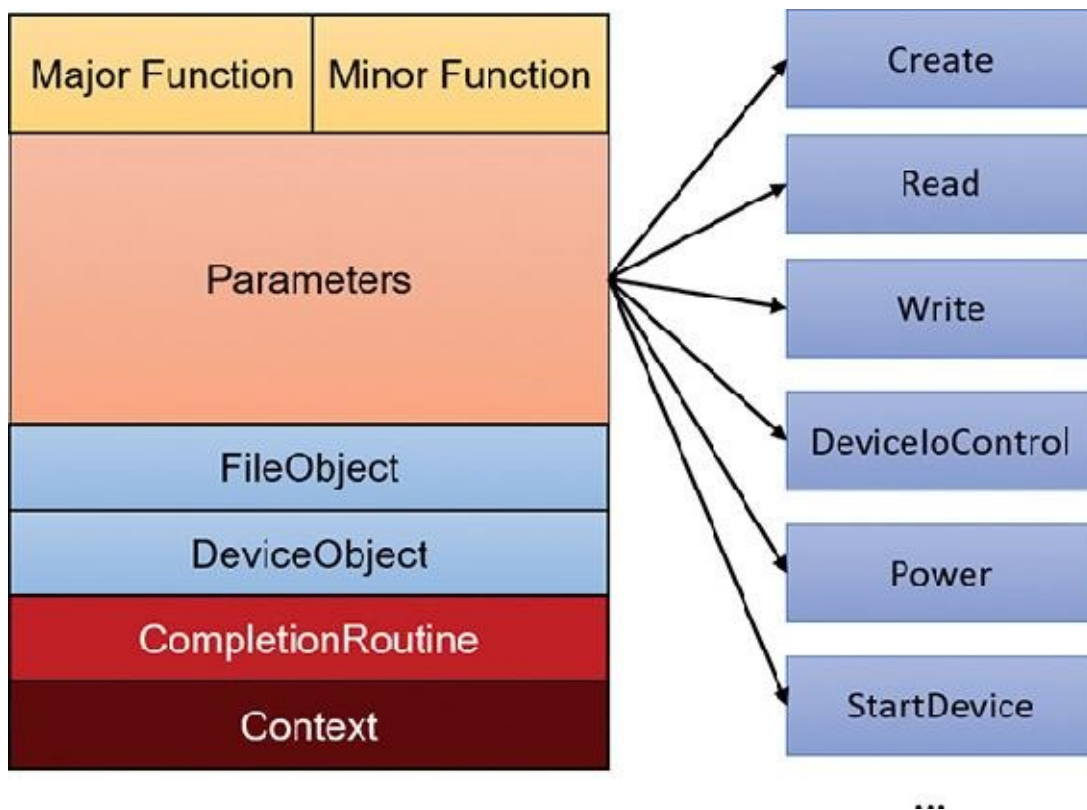 Major Function Minor Function
Parameters
FileObject
DeviceObject
CompletionRoutine
Context
Create
Read
Write
DeviceIoControl
Power
StartDevice
...